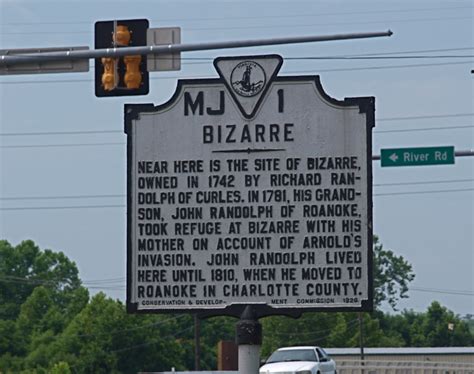 MJ 1
BIZARRE
NEAR HERE IS THE SITE OF BIZARRE,
OWNED IN 1742 BY RICHARD RAN-
DOLPH OF CURLES. IN 1781, HIS GRAND-
SON, JOHN RANDOLPH OF ROANOKE,
TOOK REFUGE AT BIZARRE WITH HIS
MOTHER ON ACCOUNT OF ARNOLD'S
INVASION. JOHN RANDOLPH LIVED
HERE UNTIL 1810, WHEN HE MOVED TO
ROANOKE IN CHARLOTTE COUNTY.
CONSERVATION & DEVELOP- MENT COMMISSION 1929
River Rd